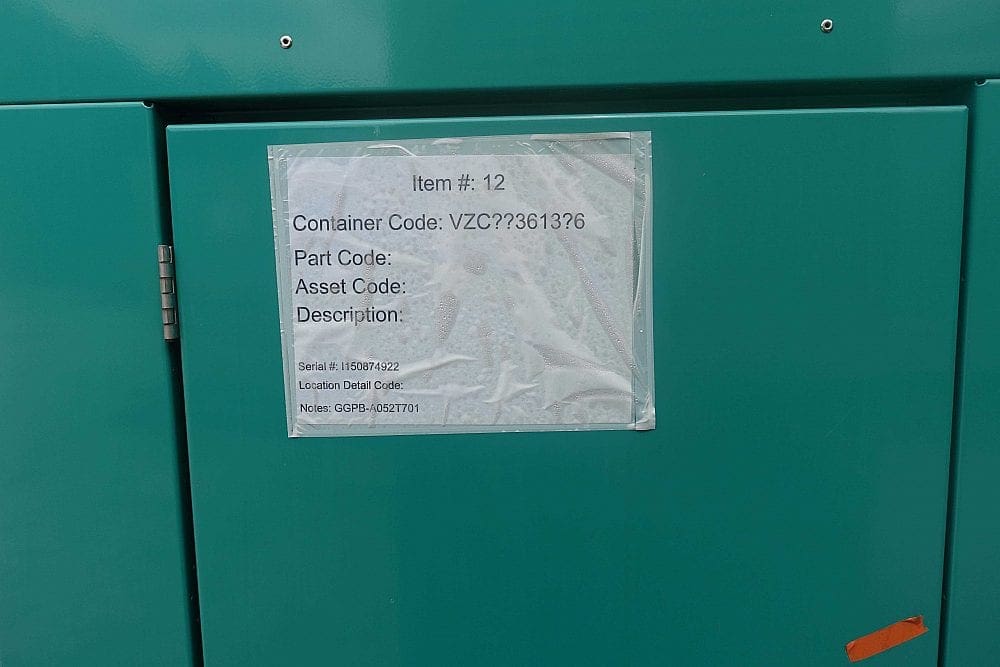 Item #: 12
Container Code: VZC??3613?6
Part Code:
Asset Code:
Description:
Serial #: I150874922
Location Detail Code:
Notes: GGPB-A052T701